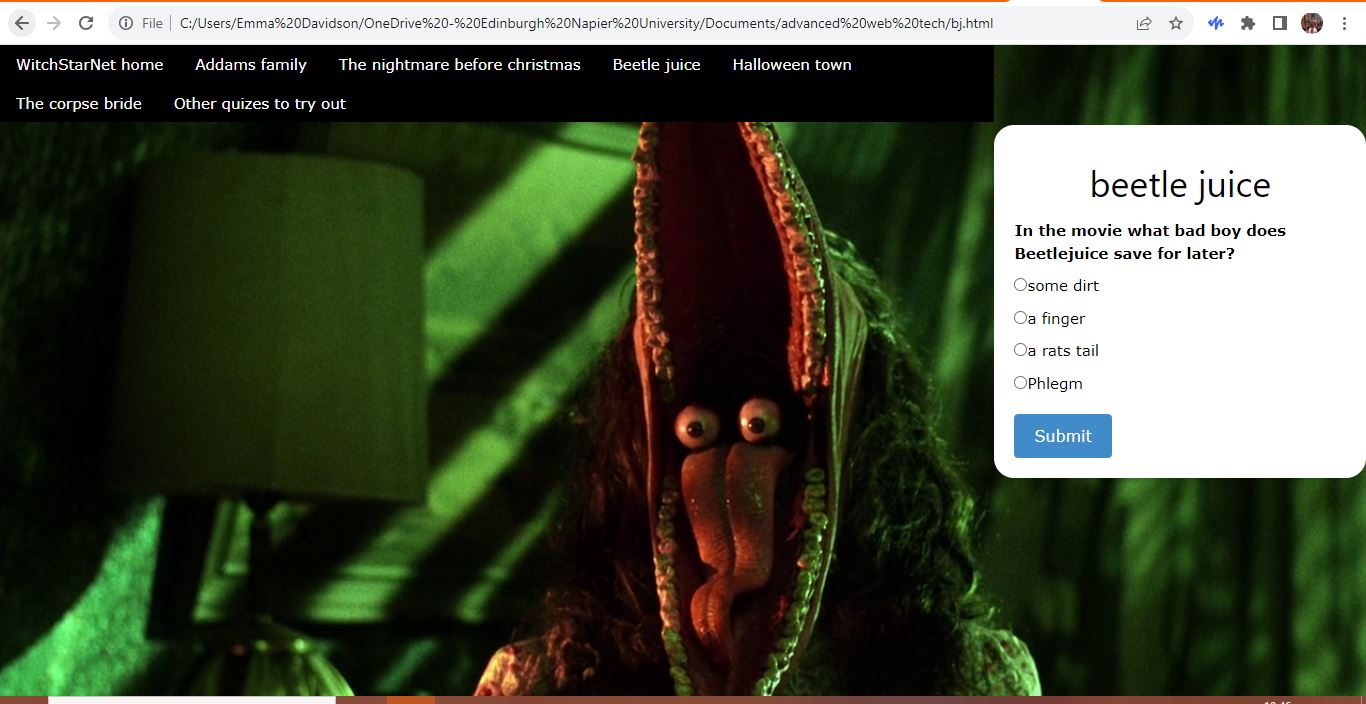 File
C:/Users/Emma%20Davidson/OneDrive%20-%20Edinburgh%20Napier%20University/Documents/advanced%20web%20tech/bj.html
WitchStarNet home Addams family The nightmare before christmas Beetle juice Halloween town
The corpse bride Other quizes to try out
beetle juice
In the movie what bad boy does
Beetlejuice save for later?
some dirt
a finger
a rats tail
Phlegm
Submit